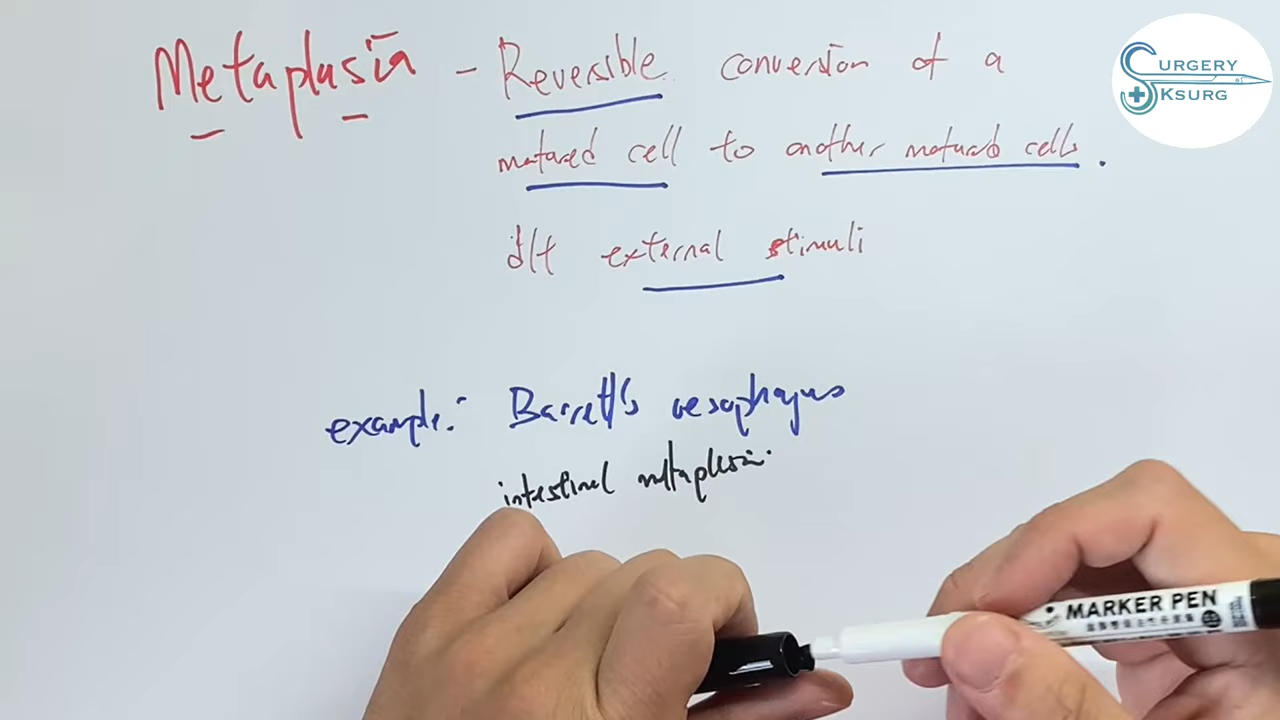 Metaplasia - Reversible conversion of a
matured cell to another matured cells.
d/t external stimuli
example: Barrett's oesophagus
intestinal metaplasia.
SURGERY
KSURG
MARKER PEN